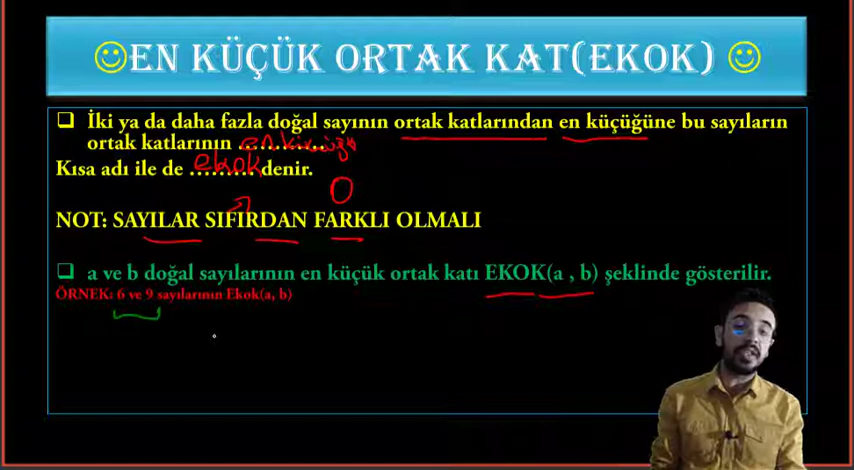 EN KÜÇÜK ORTAK KAT(EKOK)
İki ya da daha fazla doğal sayının ortak katlarından en küçüğüne bu sayıların
ortak katlarının en küçüğü
Kısa adı ile de ekok denir.
0
NOT: SAYILAR SIFIRDAN FARKLI OLMALI
a ve b doğal sayılarının en küçük ortak katı EKOK(a , b) şeklinde gösterilir.
ÖRNEK: 6 ve 9 sayılarının Ekok(a, b)